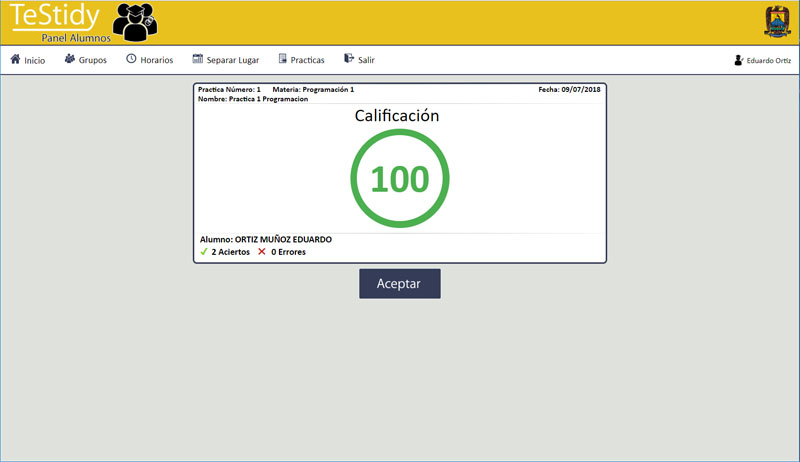 TeStidy
Panel Alumnos
Inicio Grupos Horarios Separar Lugar Practicas Salir Eduardo Ortiz
Practica Número: 1 Materia: Programación 1 Fecha: 09/07/2018
Nombre: Practica 1 Programacion
Calificación
100
Alumno: ORTIZ MUÑOZ EDUARDO
2 Aciertos 0 Errores
Aceptar